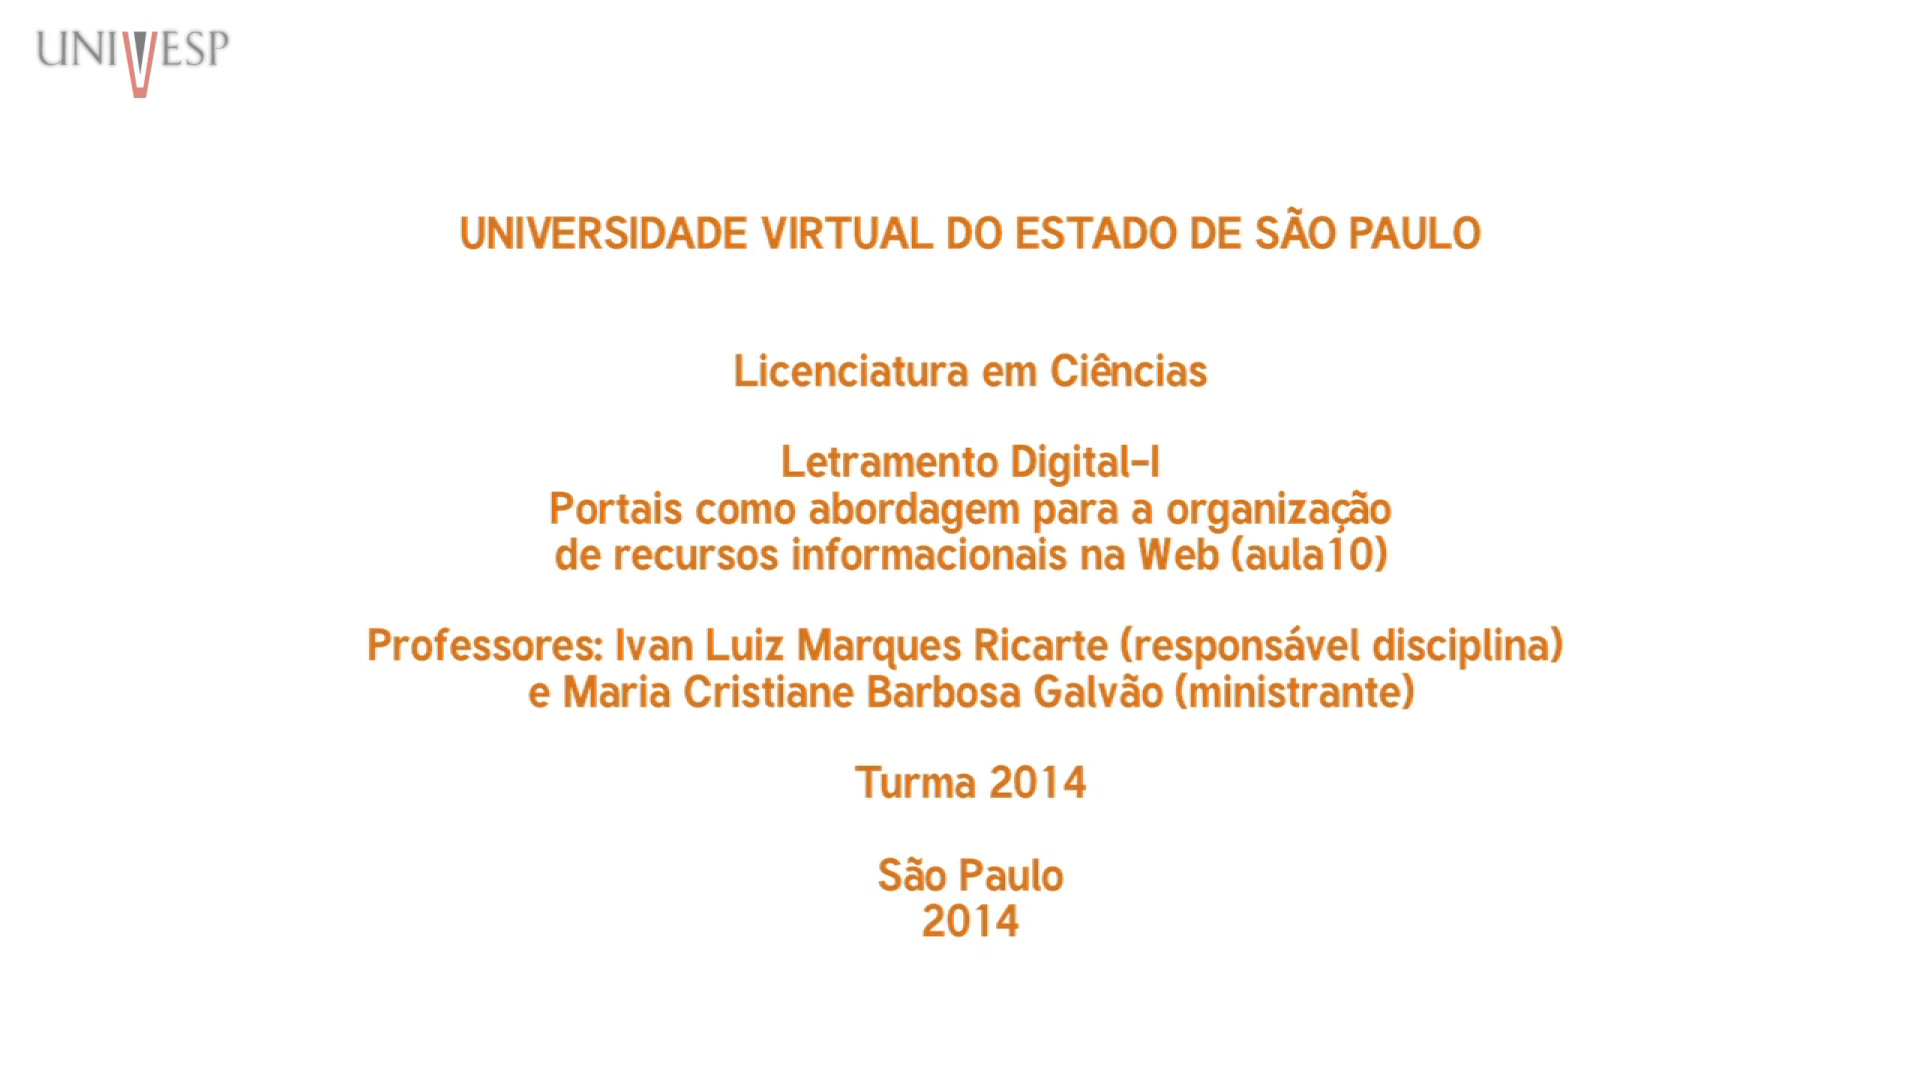 UNIVESP
UNIVERSIDADE VIRTUAL DO ESTADO DE SÃO PAULO
Licenciatura em Ciências
Letramento Digital-I
Portais como abordagem para a organização
de recursos informacionais na Web (aula10)
Professores: Ivan Luiz Marques Ricarte (responsável disciplina)
e Maria Cristiane Barbosa Galvão (ministrante)
Turma 2014
São Paulo
2014